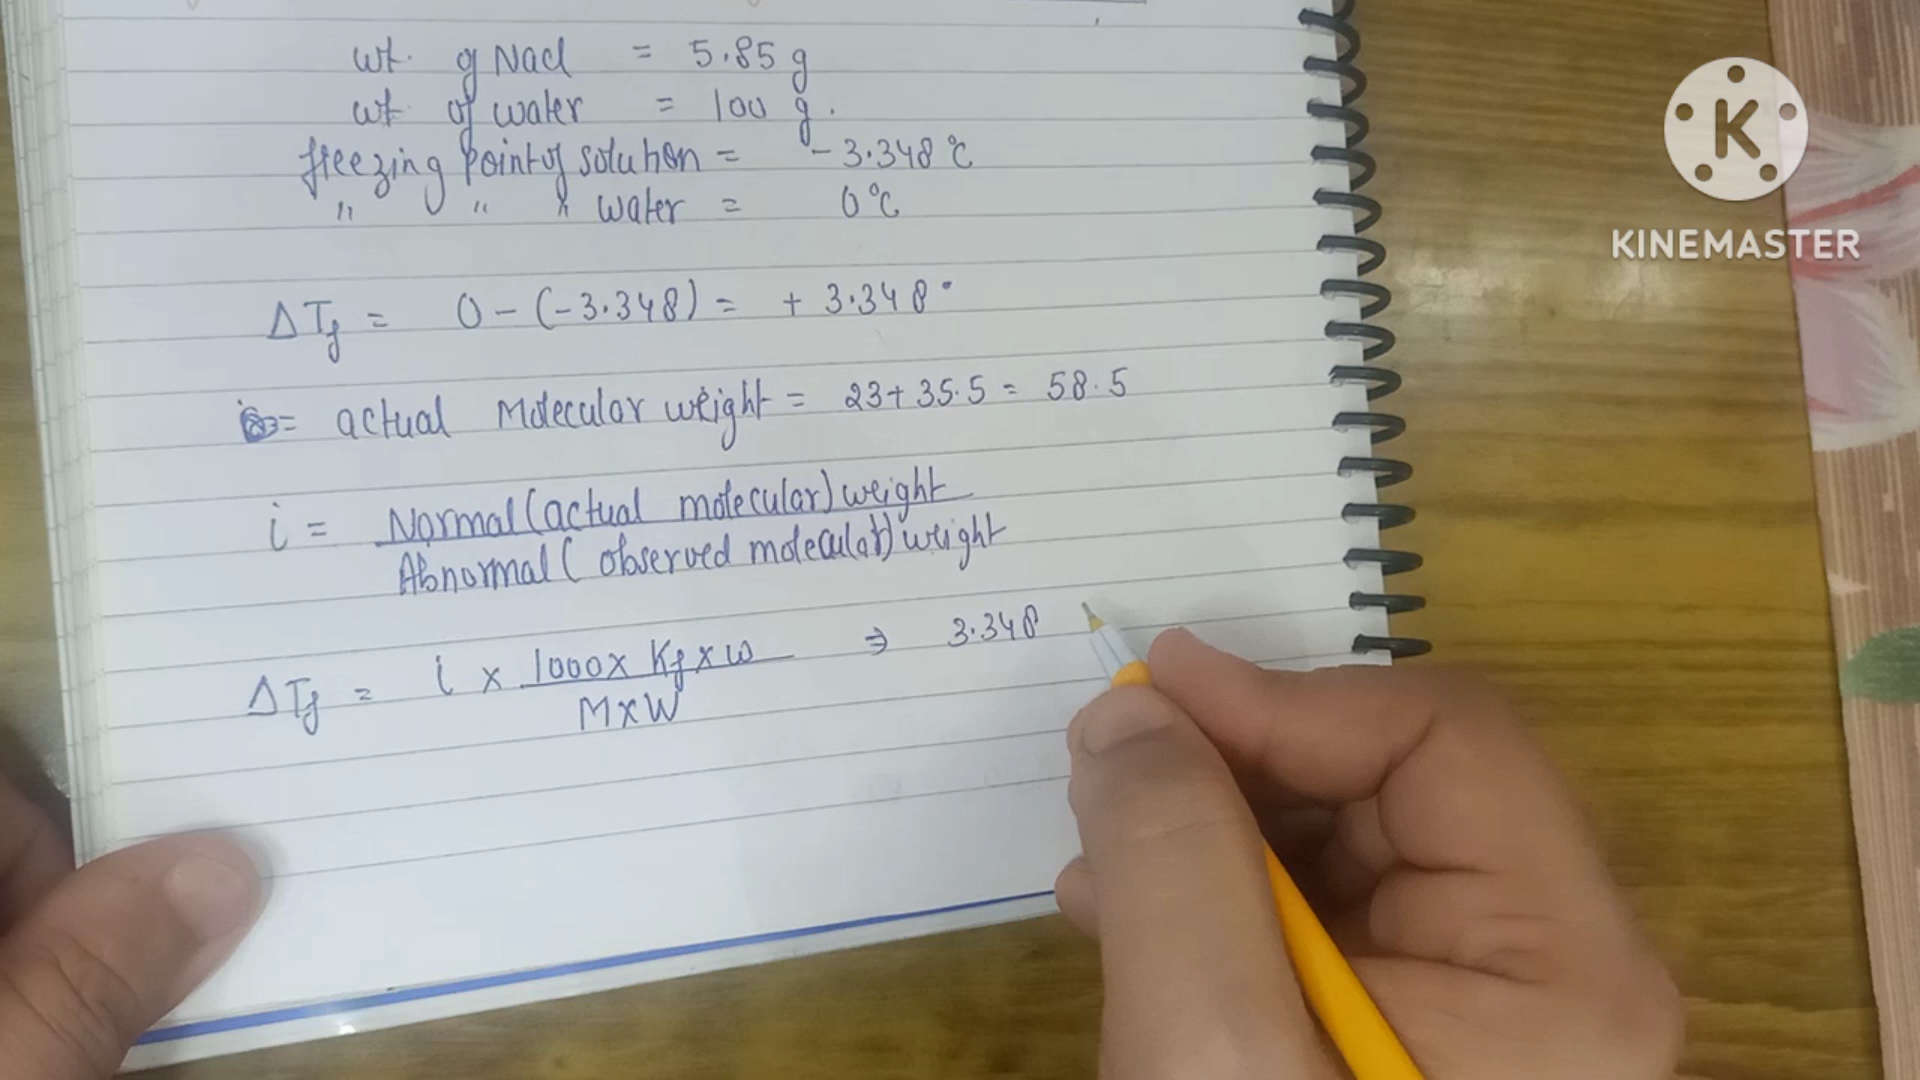 wt. of Nacl = 5.85 g
wt. of water = 100 g.
freezing point of solution = -3.348 °C
" " " water = 0°C
Δ Tf = 0 - (-3.348) = + 3.348°
= actual Molecular weight = 23 + 35.5 = 58.5
i = Normal (actual molecular) weight
Abnormal ( observed molecular) weight
Δ Tf = i x 1000 x Kf x w ⇒ 3.348
M x W
K
KINEMASTER